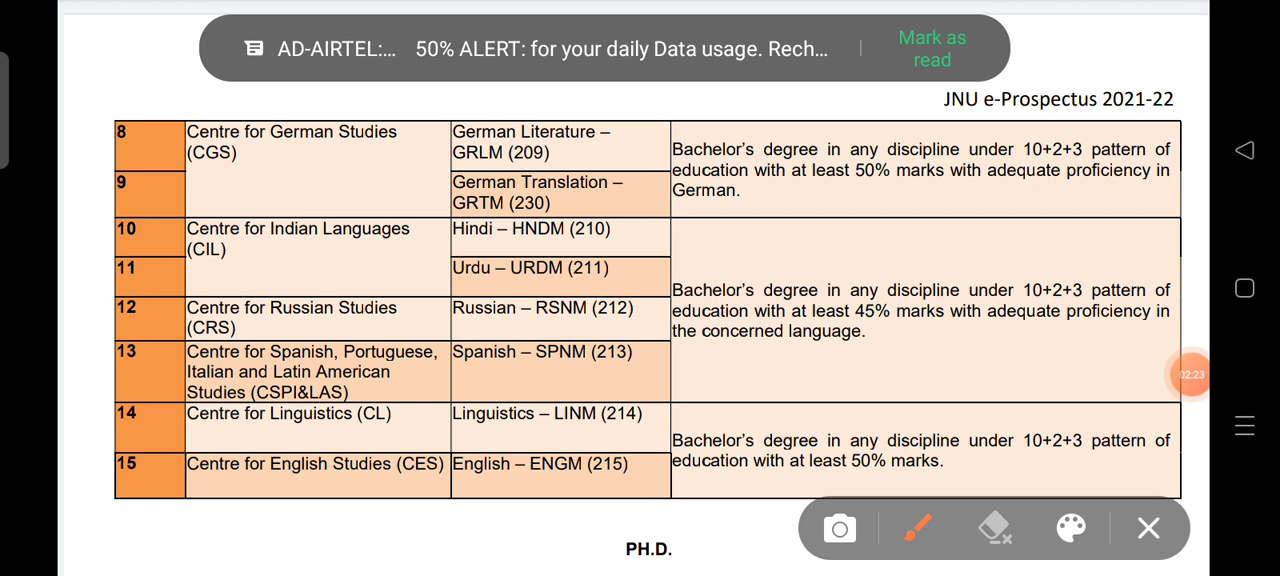 AD-AIRTEL:... 50% ALERT: for your daily Data usage. Rech...
Mark as
read
JNU e-Prospectus 2021-22
8
Centre for German Studies
(CGS)
German Literature –
GRLM (209)
Bachelor's degree in any discipline under 10+2+3 pattern of
education with at least 50% marks with adequate proficiency in
German.
9
German Translation –
GRTM (230)
10
Centre for Indian Languages
(CIL)
Hindi – HNDM (210)
11
Urdu – URDM (211)
Bachelor's degree in any discipline under 10+2+3 pattern of
education with at least 45% marks with adequate proficiency in
the concerned language.
12
Centre for Russian Studies
(CRS)
Russian – RSNM (212)
13
Centre for Spanish, Portuguese,
Italian and Latin American
Studies (CSPI&LAS)
Spanish – SPNM (213)
02:23
14
Centre for Linguistics (CL)
Linguistics – LINM (214)
Bachelor's degree in any discipline under 10+2+3 pattern of
education with at least 50% marks.
15
Centre for English Studies (CES)
English – ENGM (215)
PH.D.